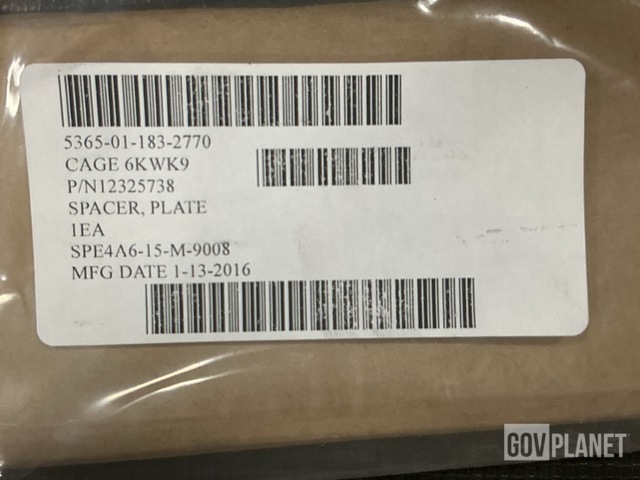 5365-01-183-2770
CAGE 6KWK9
P/N12325738
SPACER, PLATE
1EA
SPE4A6-15-M-9008
MFG DATE 1-13-2016
GOVPLANET